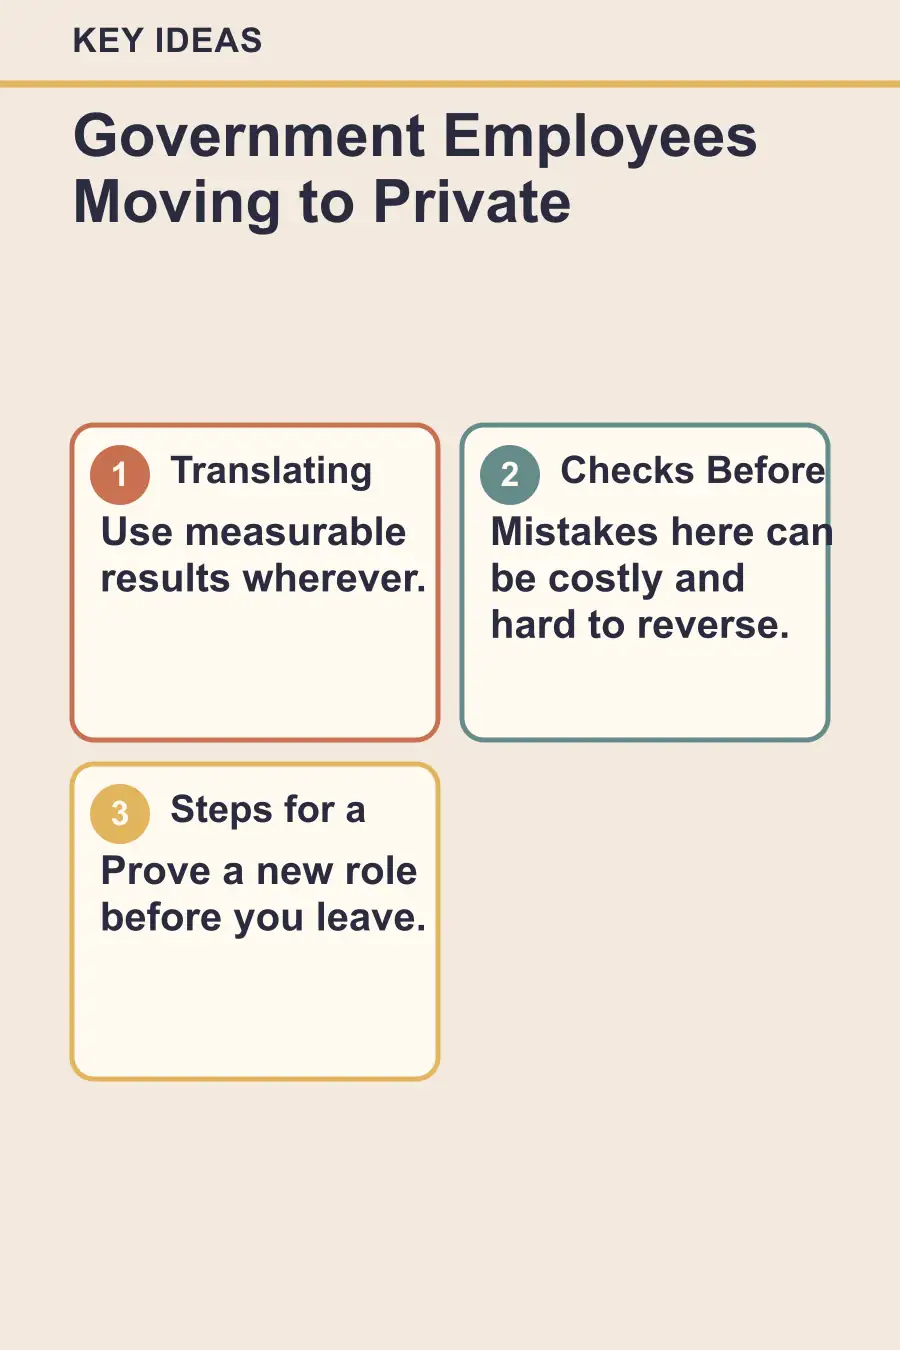 KEY IDEAS
Government Employees
Moving to Private
1 Translating
Use measurable
results wherever.
2 Checks Before
Mistakes here can
be costly and
hard to reverse.
3 Steps for a
Prove a new role
before you leave.